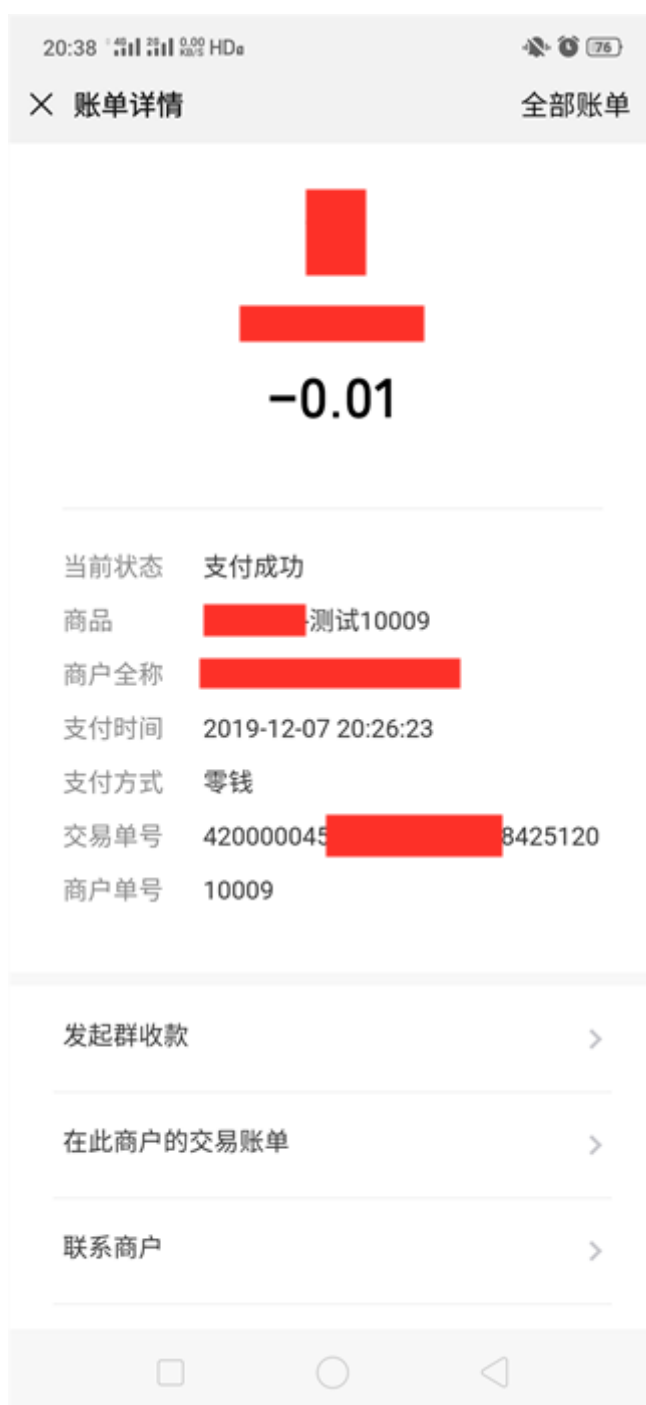 20:38 4G 2G 0.00 KB/S HD
76
账单详情 全部账单
-0.01
当前状态 支付成功
商品 -测试10009
商户全称
支付时间 2019-12-07 20:26:23
支付方式 零钱
交易单号 420000045 8425120
商户单号 10009
发起群收款
在此商户的交易账单
联系商户